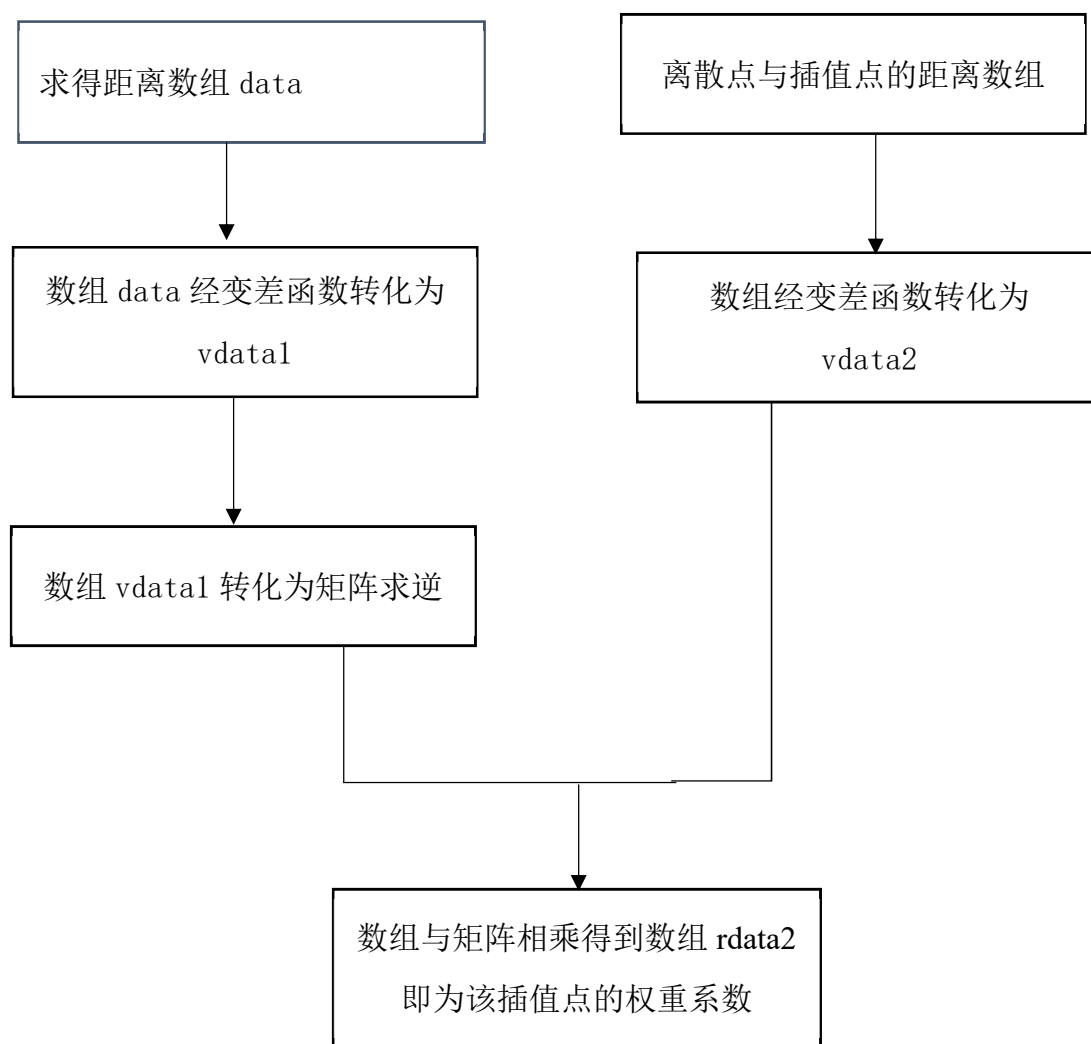 求得距离数组 data
离散点与插值点的距离数组
数组 data 经变差函数转化为
vdata1
数组经变差函数转化为
vdata2
数组 vdata1 转化为矩阵求逆
数组与矩阵相乘得到数组 rdata2
即为该插值点的权重系数